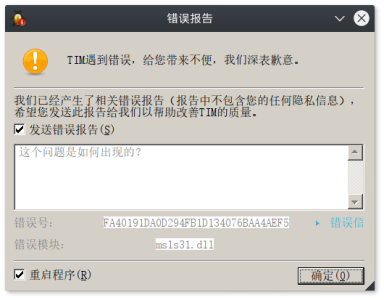 错误报告
TIM遇到错误，给您带来不便，我们深表歉意。
我们已经产生了相关错误报告（报告中不包含您的任何隐私信息），
希望您发送此报告给我们以帮助改善TIM的质量。
发送错误报告(S)
这个问题是如何出现的？
错误号： FA40191DA0D294FB1D134076BAA4AEF5 错误信
错误模块： msls31.dll
重启程序(R) 确定(O)